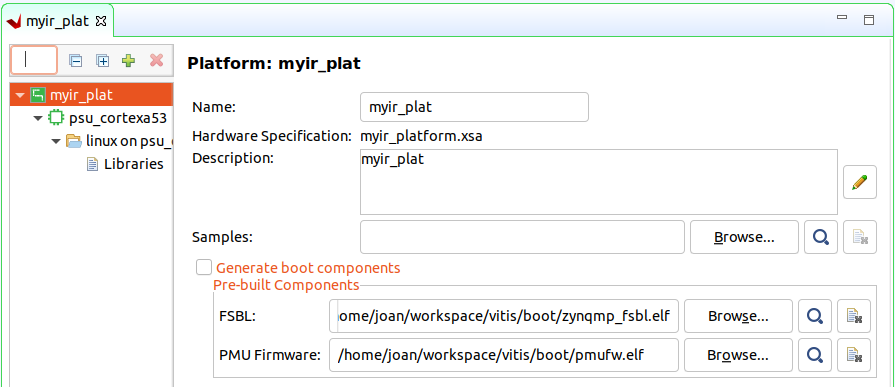 myir_plat
Platform: myir_plat
myir_plat
psu_cortexa53
linux on psu_
Libraries
Name: myir_plat
Hardware Specification: myir_platform.xsa
Description: myir_plat
Samples: Browse...
Generate boot components
Pre-built Components
FSBL: ome/joan/workspace/vitis/boot/zynqmp_fsbl.elf Browse...
PMU Firmware: /home/joan/workspace/vitis/boot/pmufw.elf Browse...